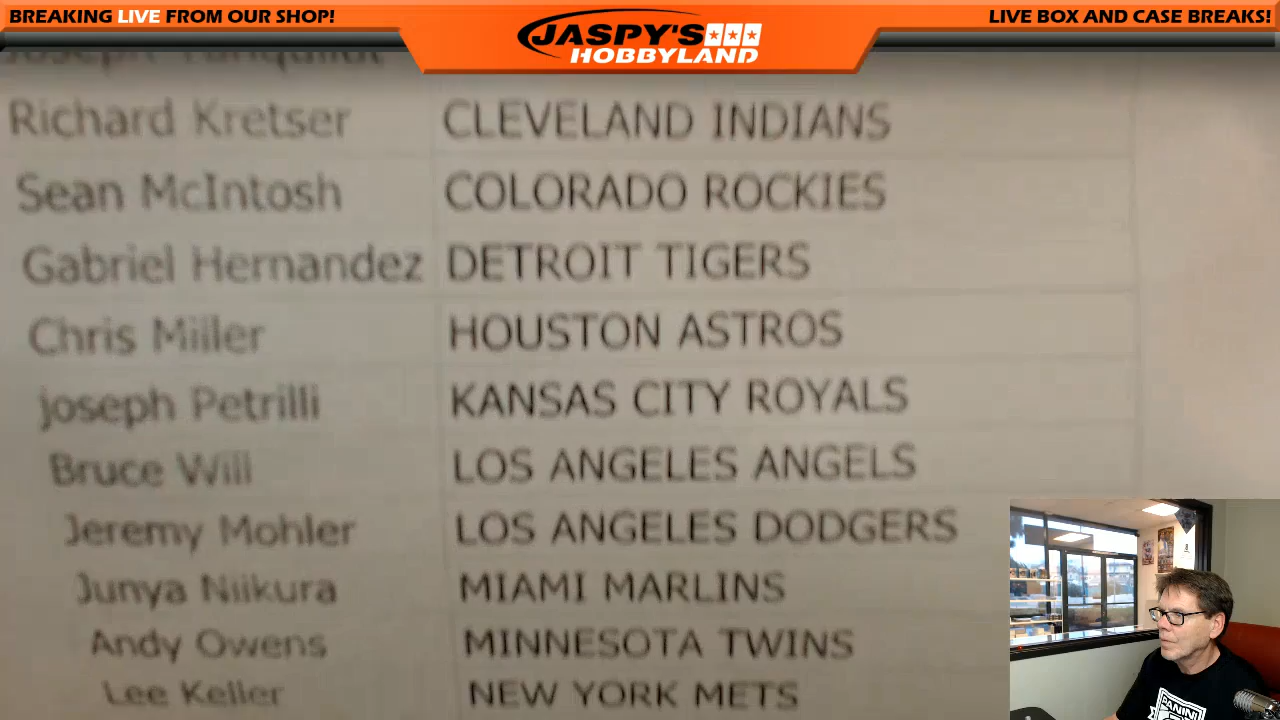 BREAKING LIVE FROM OUR SHOP!
JASPY'S
HOBBYLAND
LIVE BOX AND CASE BREAKS!
Joseph
Richard Kretser CLEVELAND INDIANS
Sean McIntosh COLORADO ROCKIES
Gabriel Hernandez DETROIT TIGERS
Chris Miller HOUSTON ASTROS
joseph Petrilli KANSAS CITY ROYALS
Bruce Will LOS ANGELES ANGELS
Jeremy Mohler LOS ANGELES DODGERS
Junya Niikura MIAMI MARLINS
Andy Owens MINNESOTA TWINS
Lee Keller NEW YORK METS
PANINI